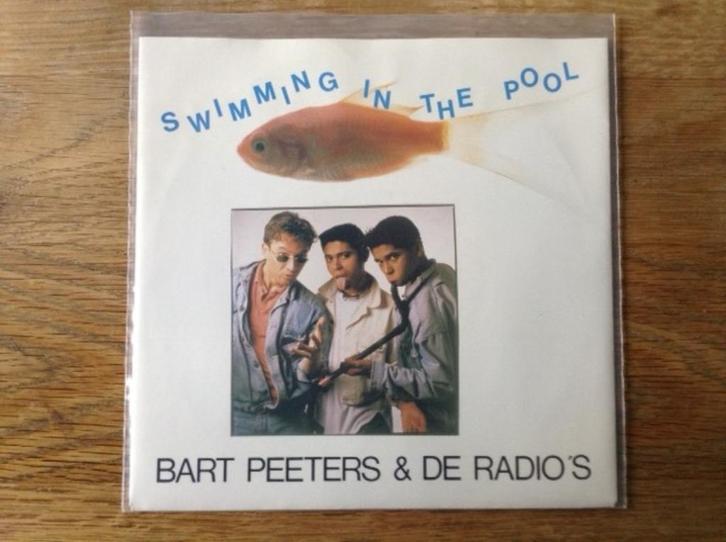 SWIMMING IN THE POOL
BART PEETERS & DE RADIO'S